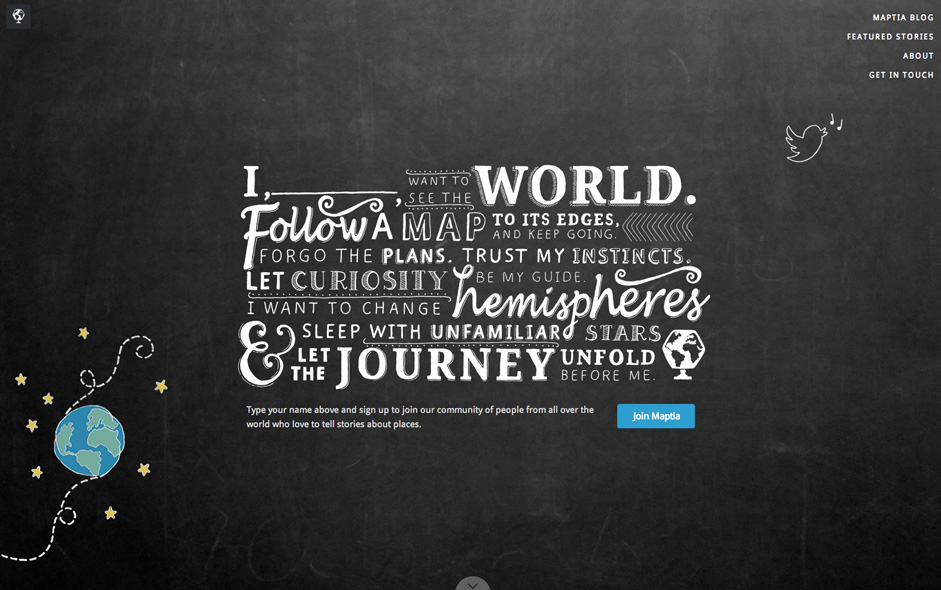 MAPTIA BLOG
FEATURED STORIES
ABOUT
GET IN TOUCH
I, , WANT TO SEE THE WORLD.
Follow A MAP TO ITS EDGES, AND KEEP GOING.
FORGO THE PLANS. TRUST MY INSTINCTS.
LET CURIOSITY BE MY GUIDE.
I WANT TO CHANGE hemispheres
& SLEEP WITH UNFAMILIAR STARS
LET THE JOURNEY UNFOLD BEFORE ME.
Type your name above and sign up to join our community of people from all over the
world who love to tell stories about places.
Join Maptia